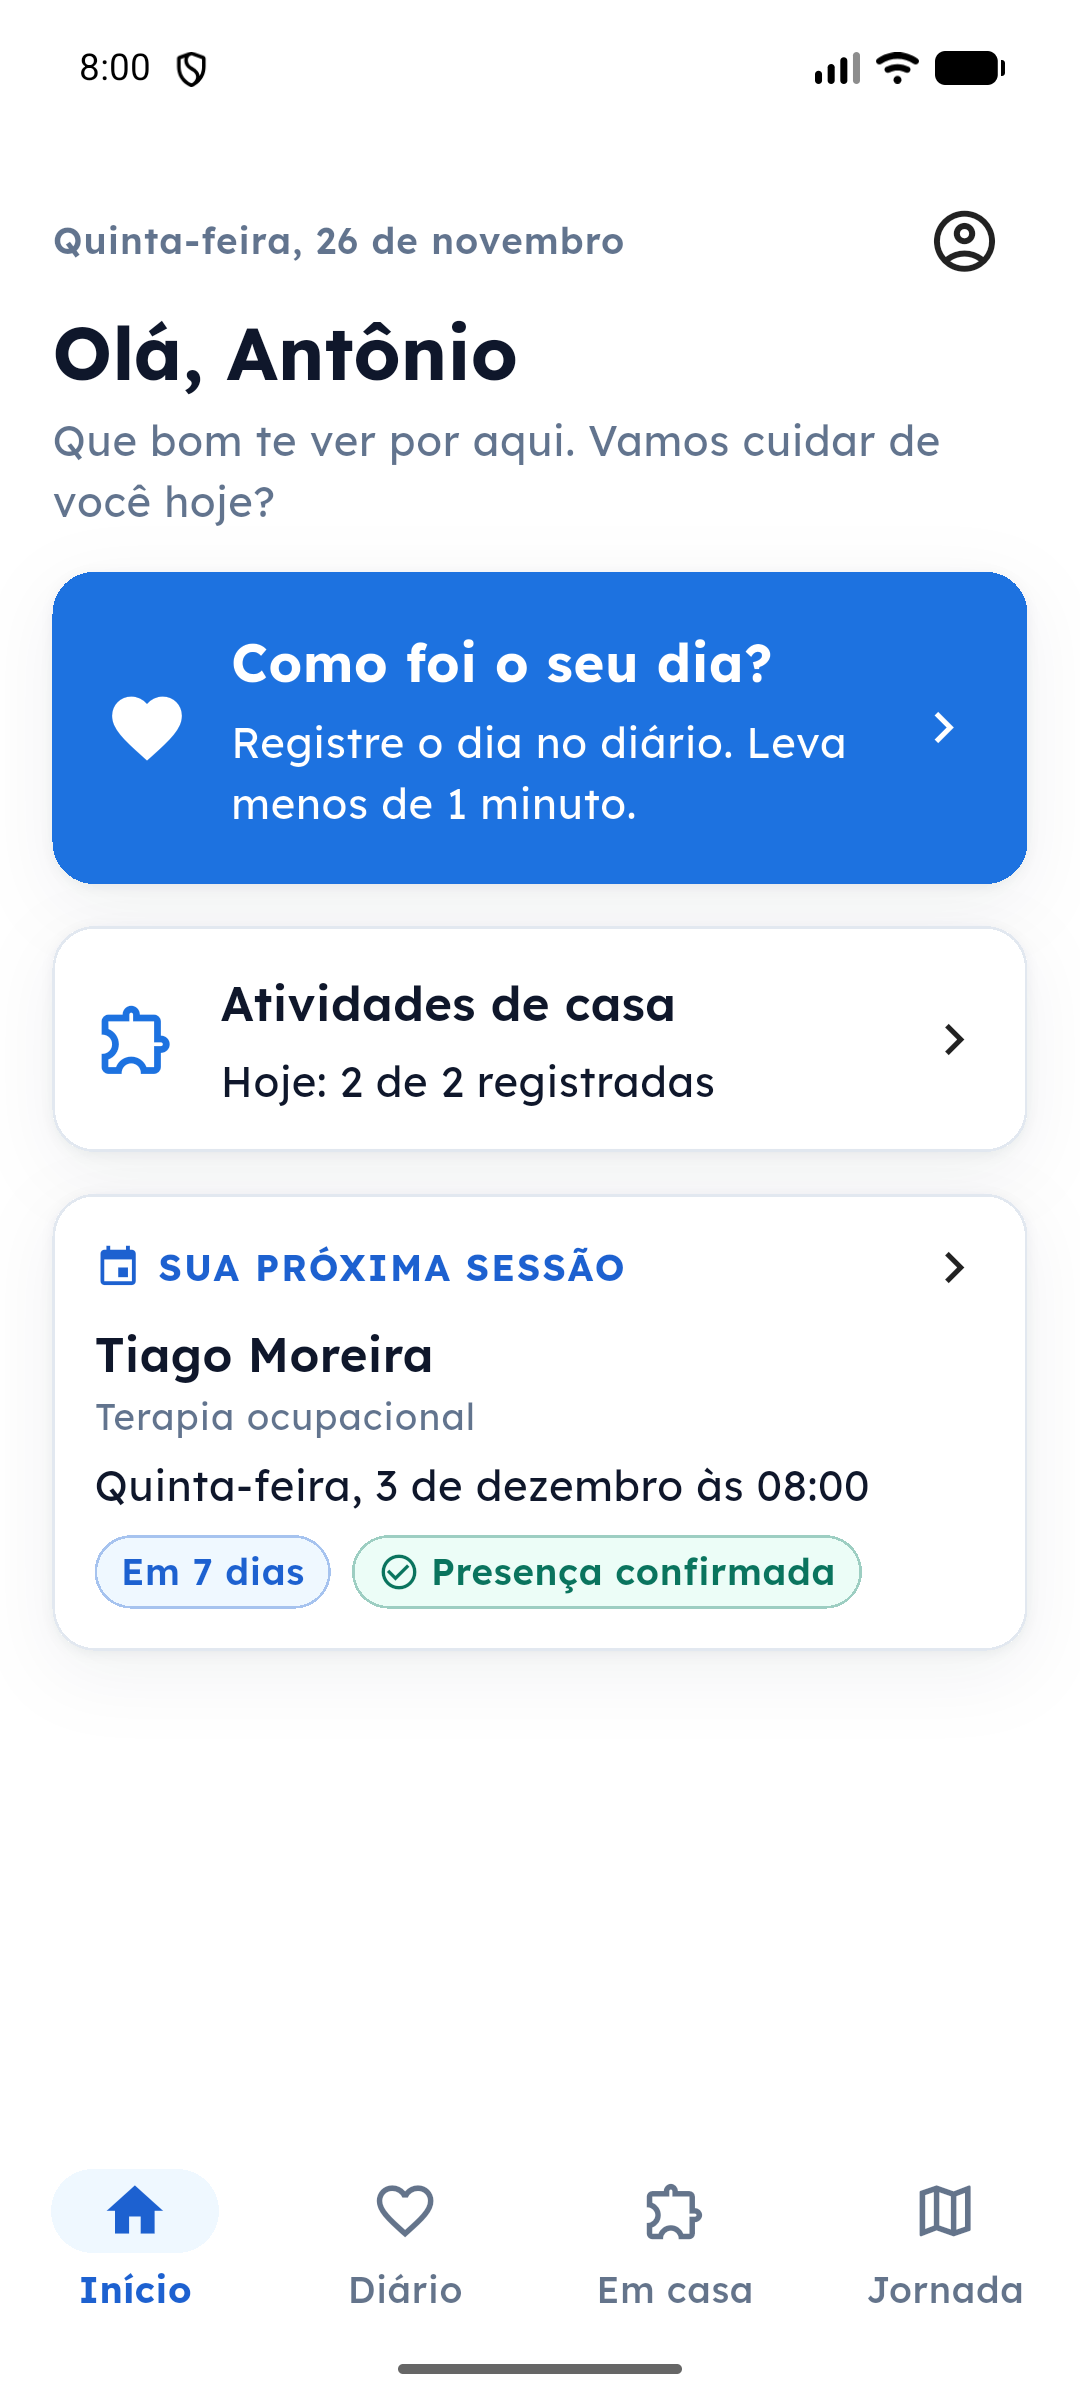 8:00
Quinta-feira, 26 de novembro
Olá, Antônio
Que bom te ver por aqui. Vamos cuidar de
você hoje?
Como foi o seu dia?
Registre o dia no diário. Leva
menos de 1 minuto.
Atividades de casa
Hoje: 2 de 2 registradas
SUA PRÓXIMA SESSÃO
Tiago Moreira
Terapia ocupacional
Quinta-feira, 3 de dezembro às 08:00
Em 7 dias
Presença confirmada
Início
Diário
Em casa
Jornada